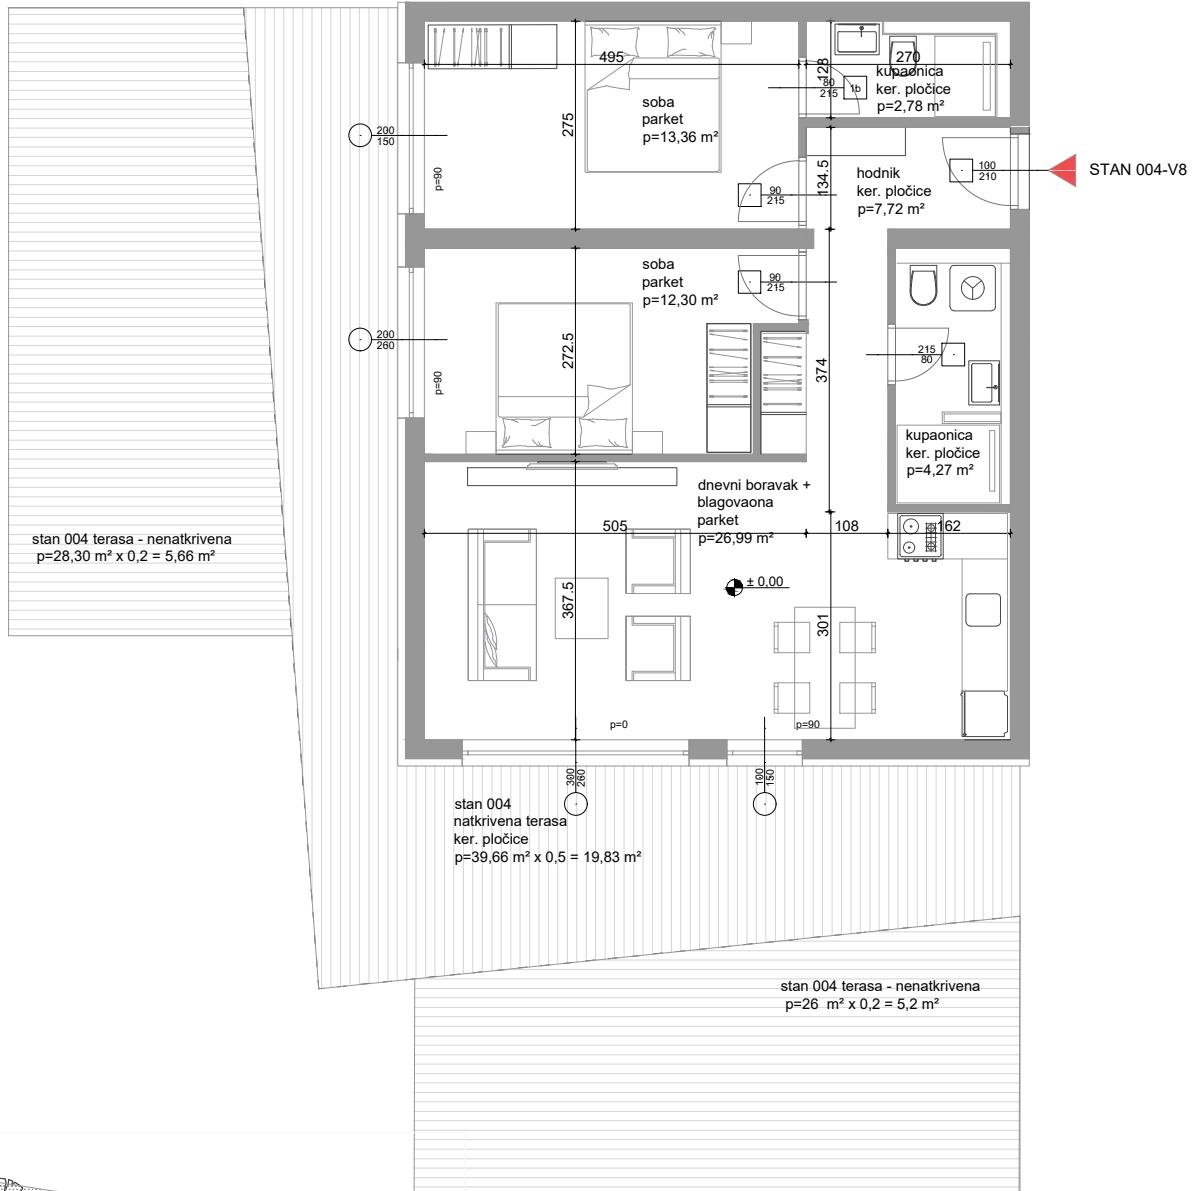 495
270
128
kupaonica
ker. pločice
p=2,78 m²
80
215
1b
soba
parket
p=13,36 m²
275
200
150
p=90
90
215
134.5
hodnik
ker. pločice
p=7,72 m²
100
210
STAN 004-V8
soba
parket
p=12,30 m²
90
215
200
260
p=90
272.5
374
215
80
kupaonica
ker. pločice
p=4,27 m²
dnevni boravak +
blagovaona
parket
p=26,99 m²
505
108
162
stan 004 terasa - nenatkrivena
p=28,30 m² x 0,2 = 5,66 m²
± 0,00
367.5
301
p=0
p=90
300
260
100
150
stan 004
natkrivena terasa
ker. pločice
p=39,66 m² x 0,5 = 19,83 m²
stan 004 terasa - nenatkrivena
p=26 m² x 0,2 = 5,2 m²